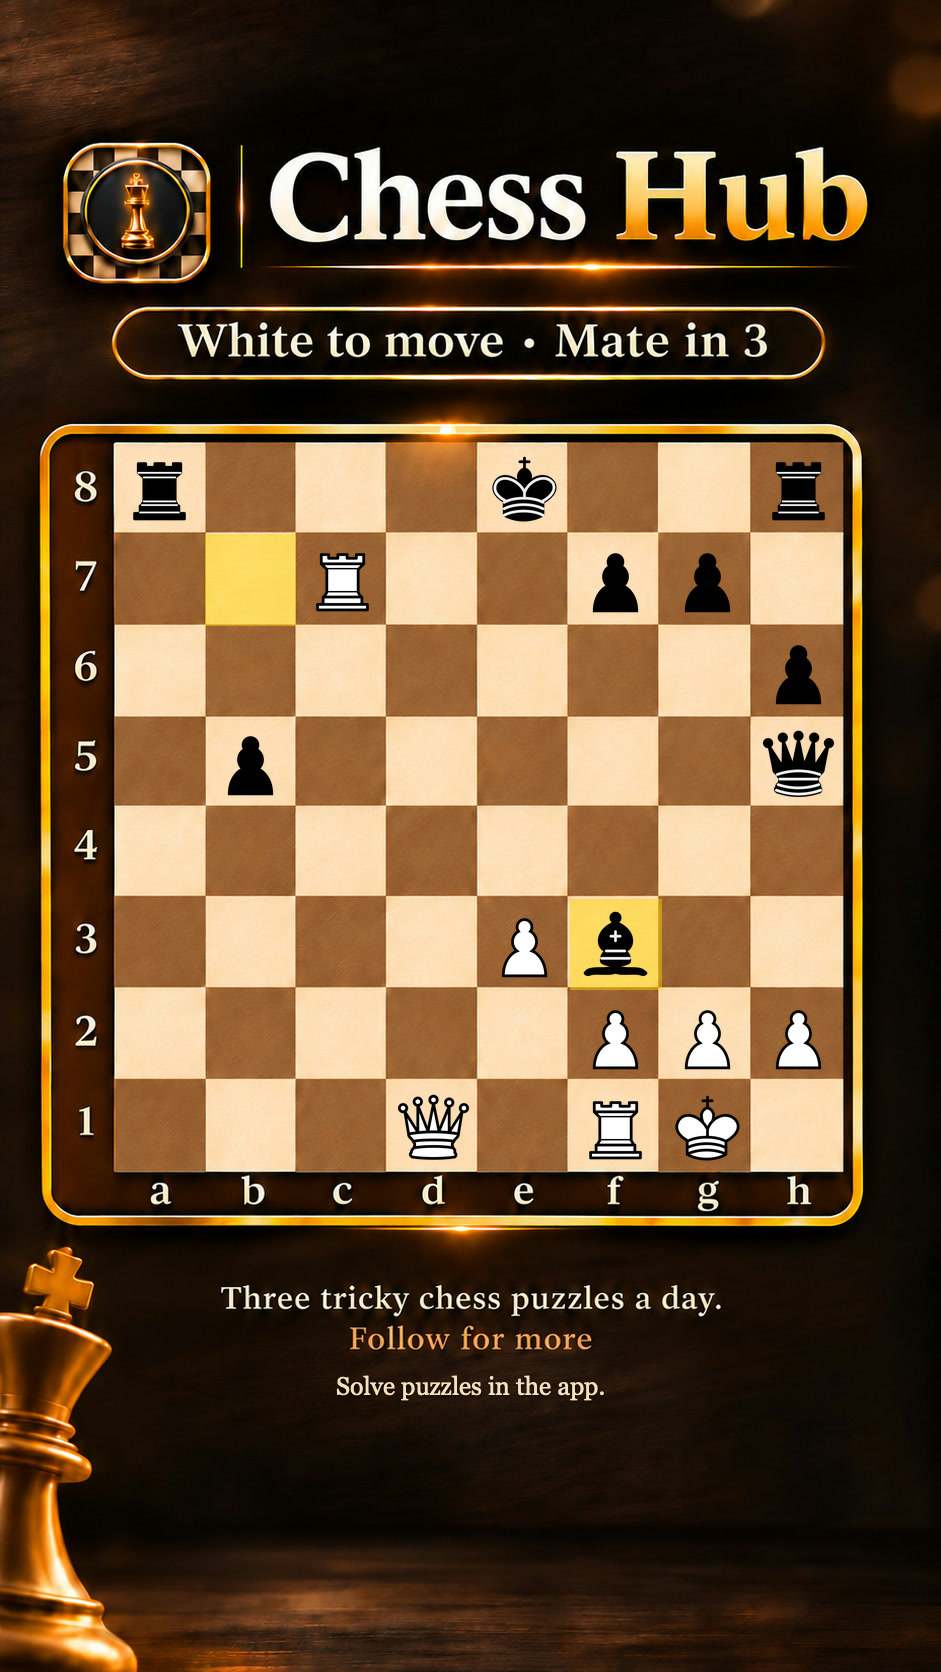 Chess Hub
White to move • Mate in 3
8
7
6
5
4
3
2
1
a b c d e f g h
Three tricky chess puzzles a day.
Follow for more
Solve puzzles in the app.